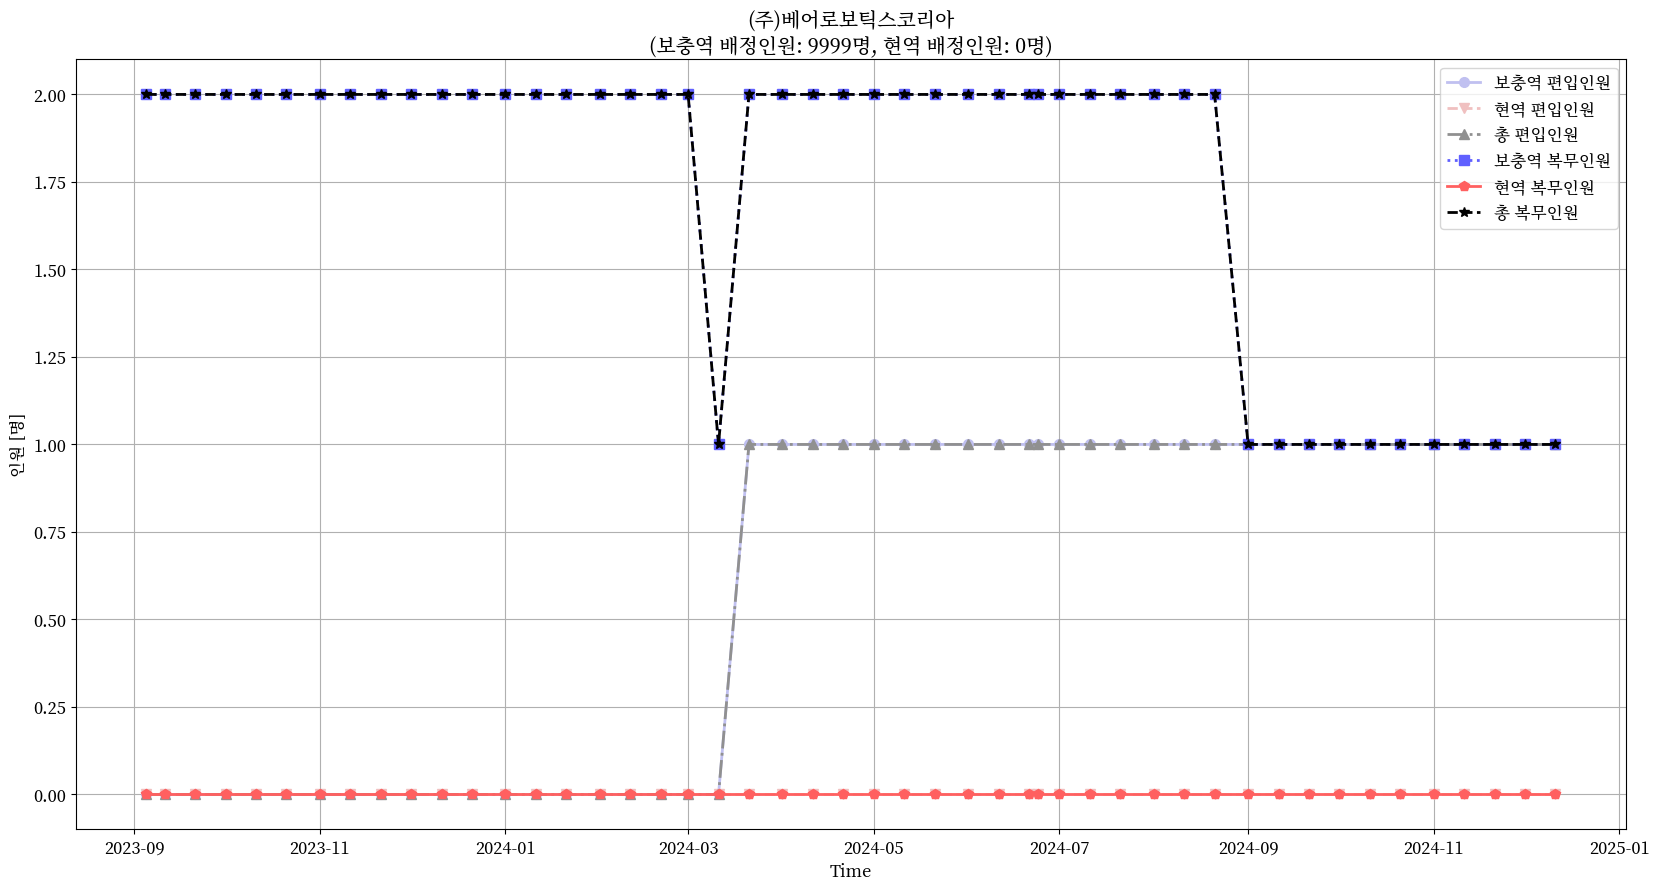 (주)베어로보틱스코리아
(보충역 배정인원: 9999명, 현역 배정인원: 0명)
보충역 편입인원
현역 편입인원
총 편입인원
보충역 복무인원
현역 복무인원
총 복무인원
인원 [명]
2.00
1.75
1.50
1.25
1.00
0.75
0.50
0.25
0.00
2023-09
2023-11
2024-01
2024-03
2024-05
2024-07
2024-09
2024-11
2025-01
Time